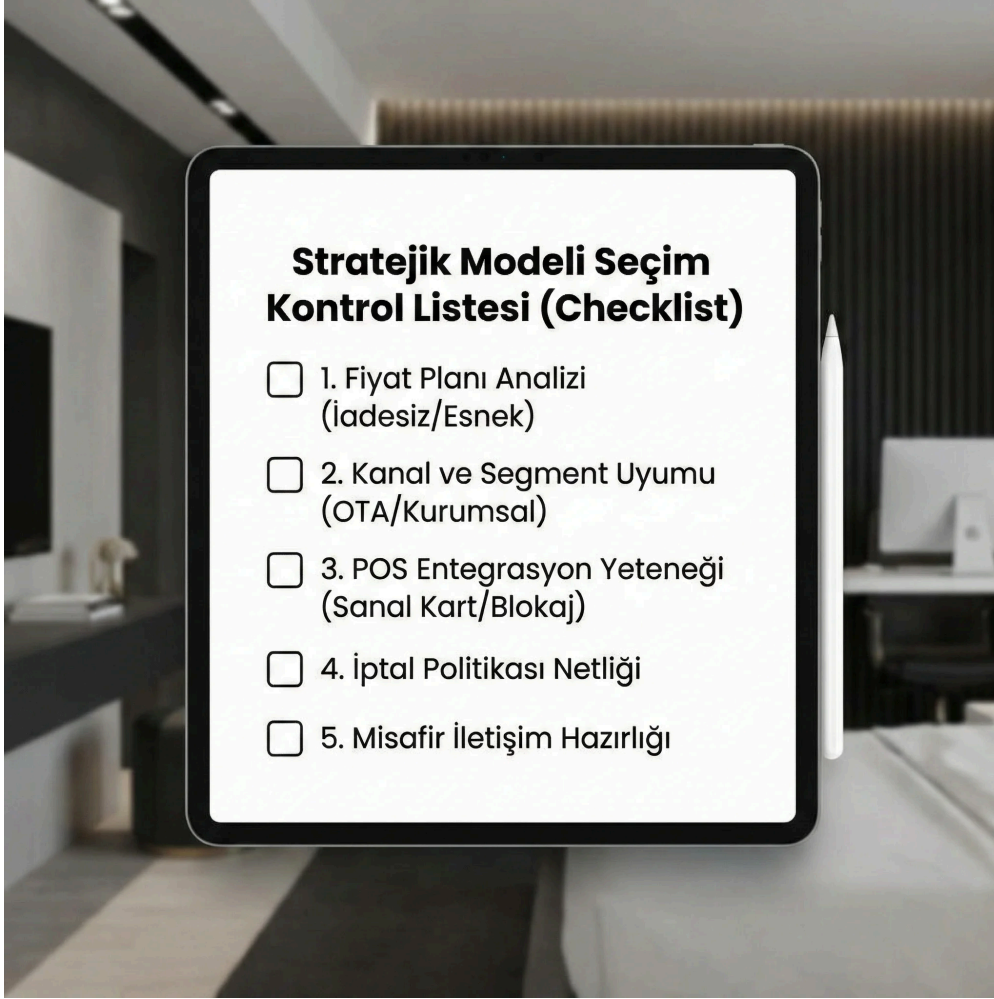 Stratejik Modeli Seçim
Kontrol Listesi (Checklist)
1. Fiyat Planı Analizi
(İadesiz/Esnek)
2. Kanal ve Segment Uyumu
(OTA/Kurumsal)
3. POS Entegrasyon Yeteneği
(Sanal Kart/Blokaj)
4. İptal Politikası Netliği
5. Misafir İletişim Hazırlığı